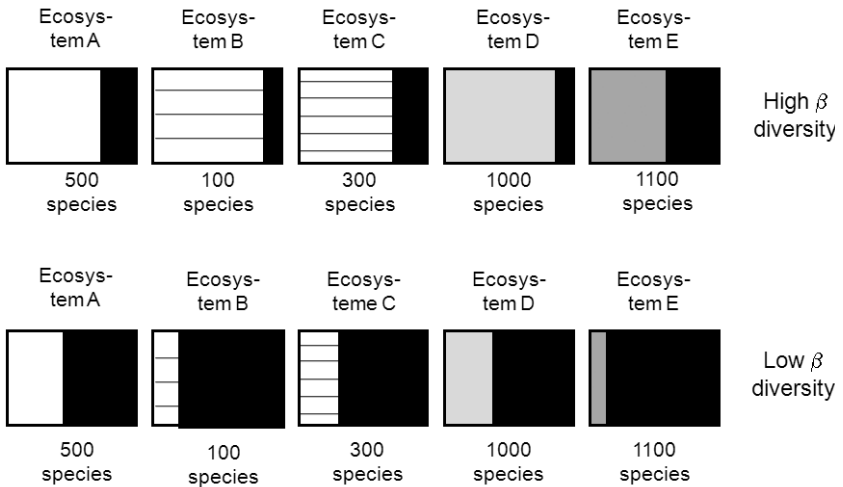 Ecosys-
tem A
Ecosys-
tem B
Ecosys-
tem C
Ecosys-
tem D
Ecosys-
tem E
High β
diversity
500
species
100
species
300
species
1000
species
1100
species
Ecosys-
tem A
Ecosys-
tem B
Ecosys-
teme C
Ecosys-
tem D
Ecosys-
tem E
Low β
diversity
500
species
100
species
300
species
1000
species
1100
species